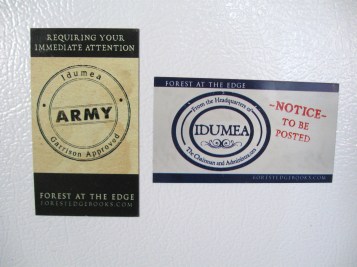 REQUIRING YOUR
IMMEDIATE ATTENTION
Idumea
ARMY
Garrison Approved
FOREST AT THE EDGE
FORESTEDGEBOOKS.COM
FOREST AT THE EDGE
From the Headquarters of
IDUMEA
The Chairman and Administrators
~NOTICE~
TO BE
POSTED
FORESTEDGEBOOKS.COM